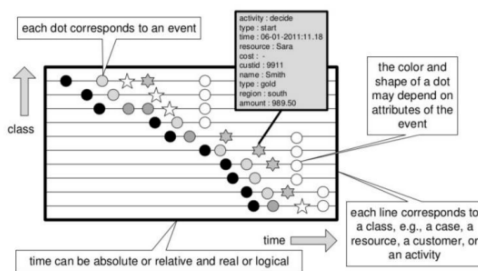 each dot corresponds to an event
activity : decide
type : start
time : 06-01-2011:11.18
resource : Sara
cost : -
custid : 9911
name : Smith
type : gold
region : south
amount : 989.50
the color and
shape of a dot
may depend on
attributes of the
event
class
time
each line corresponds to
a class, e.g., a case, a
resource, a customer, or
an activity
time can be absolute or relative and real or logical